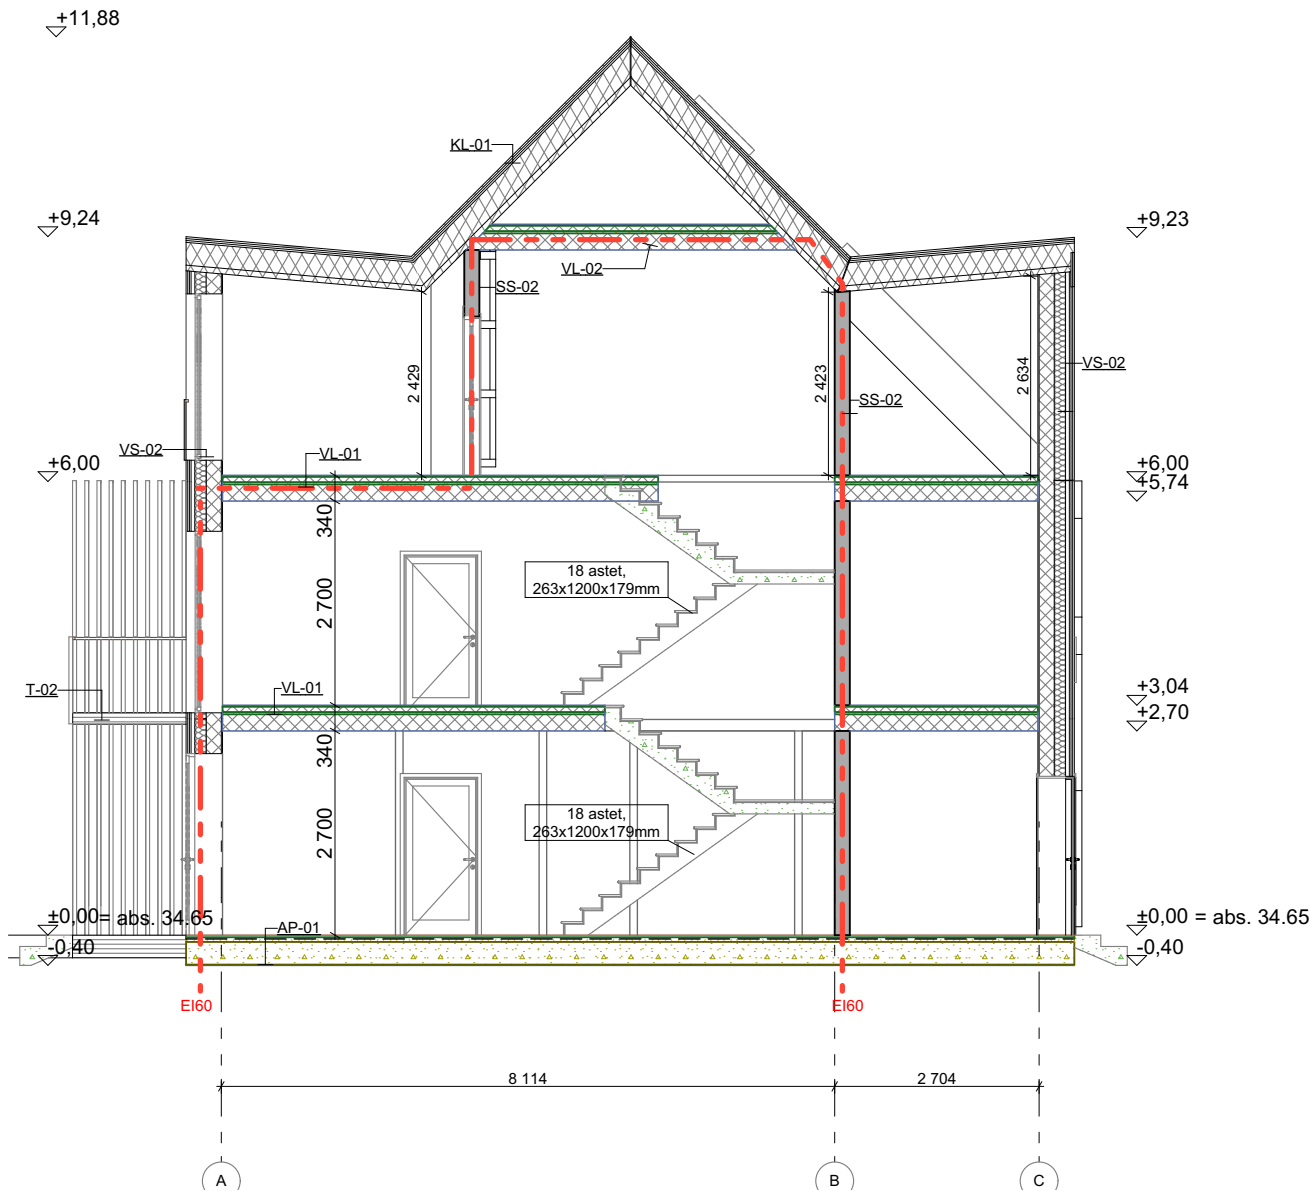 +11,88
KL-01
+9,24
+9,23
VL-02
SS-02
2 429
2 423
2 634
VS-02
SS-02
VS-02
VL-01
+6,00
+6,00
+5,74
340
18 astet,
263x1200x179mm
2 700
T-02
VL-01
+3,04
+2,70
340
18 astet,
263x1200x179mm
2 700
±0,00= abs. 34.65
AP-01
±0,00 = abs. 34.65
-0,40
-0,40
EI60
EI60
8 114
2 704
A
B
C